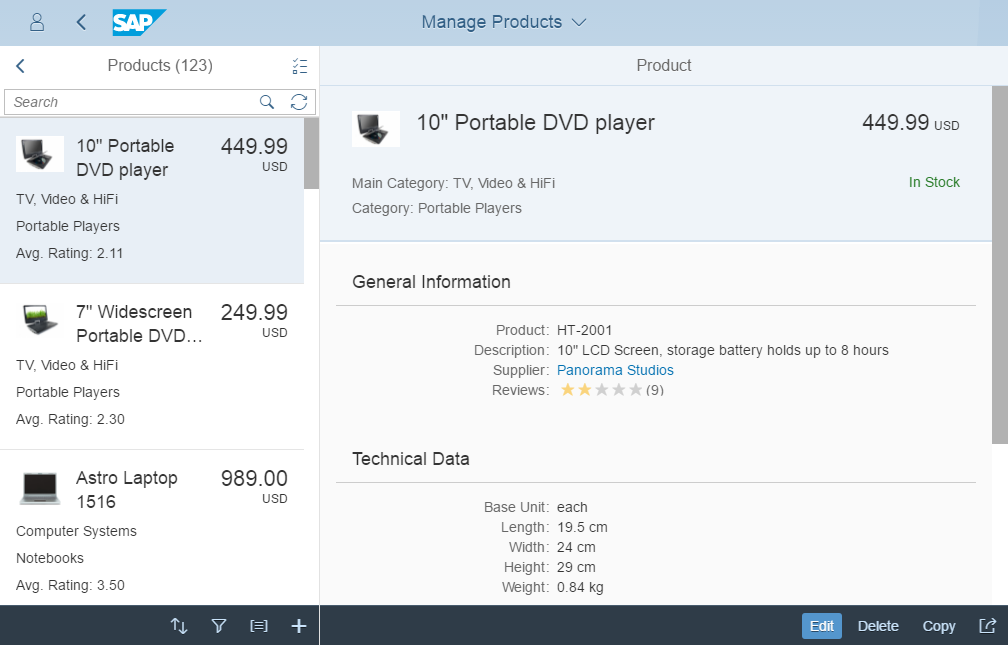 SAP
Manage Products
Products (123)
Search
10" Portable
DVD player
449.99
USD
TV, Video & HiFi
Portable Players
Avg. Rating: 2.11
7" Widescreen
Portable DVD...
249.99
USD
TV, Video & HiFi
Portable Players
Avg. Rating: 2.30
Astro Laptop
1516
989.00
USD
Computer Systems
Notebooks
Avg. Rating: 3.50
Product
10" Portable DVD player
449.99 USD
Main Category: TV, Video & HiFi
In Stock
Category: Portable Players
General Information
Product: HT-2001
Description: 10" LCD Screen, storage battery holds up to 8 hours
Supplier: Panorama Studios
Reviews: (9)
Technical Data
Base Unit: each
Length: 19.5 cm
Width: 24 cm
Height: 29 cm
Weight: 0.84 kg
Edit Delete Copy